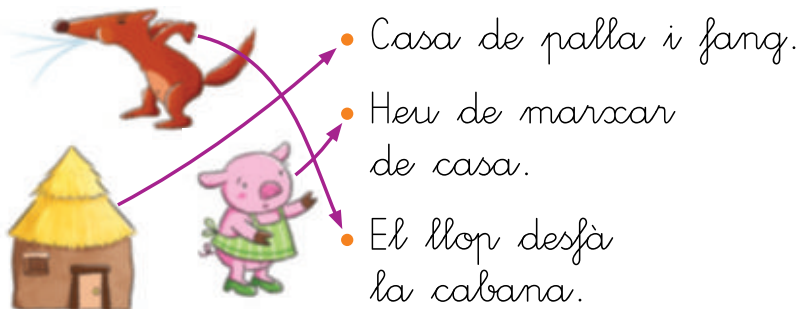 Casa de palla i fang.
Heu de marxar
de casa.
El llop desfà
la cabana.